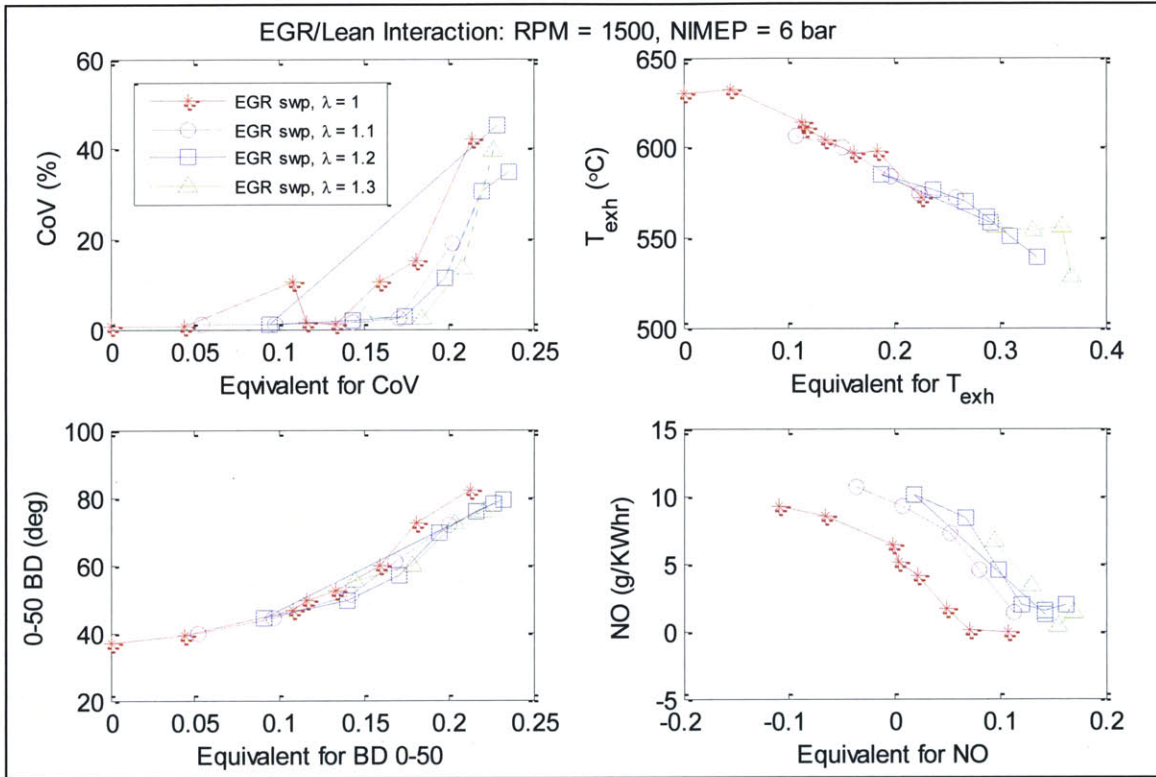 EGR/Lean Interaction: RPM = 1500, NIMEP = 6 bar
60
40
20
0
CoV (%)
EGR swp, λ = 1
EGR swp, λ = 1.1
EGR swp, λ = 1.2
EGR swp, λ = 1.3
0 0.05 0.1 0.15 0.2 0.25
Eqvivalent for CoV
650
600
550
500
T_exh (°C)
0 0.1 0.2 0.3 0.4
Equivalent for T_exh
100
80
60
40
20
0-50 BD (deg)
0 0.05 0.1 0.15 0.2 0.25
Equivalent for BD 0-50
15
10
5
0
-5
NO (g/KWhr)
-0.2 -0.1 0 0.1 0.2
Equivalent for NO